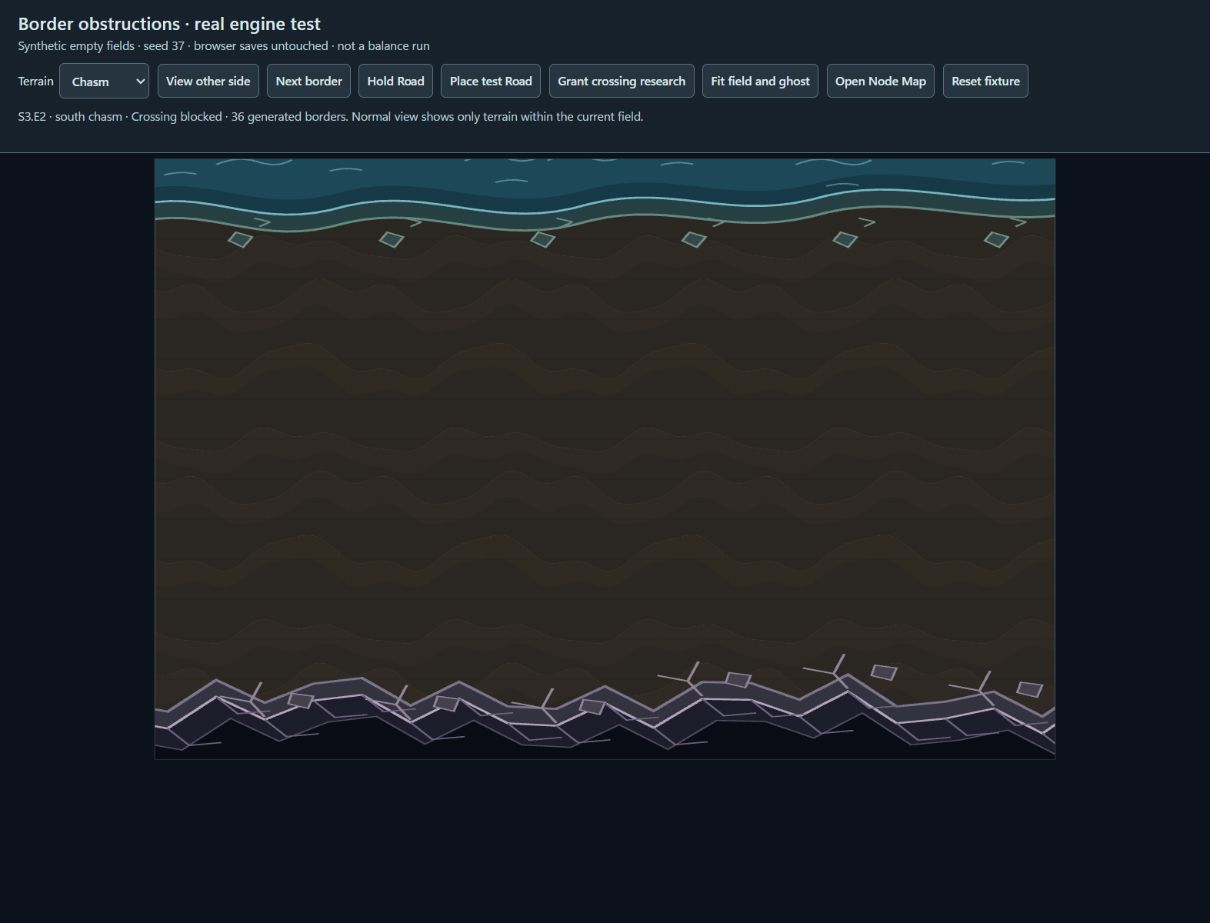 Border obstructions · real engine test
Synthetic empty fields · seed 37 · browser saves untouched · not a balance run
Terrain Chasm View other side Next border Hold Road Place test Road Grant crossing research Fit field and ghost Open Node Map Reset fixture
S3.E2 · south chasm · Crossing blocked · 36 generated borders. Normal view shows only terrain within the current field.